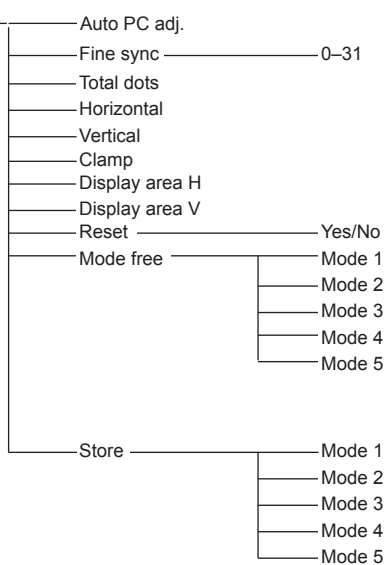 Auto PC adj.
Fine sync 0–31
Total dots
Horizontal
Vertical
Clamp
Display area H
Display area V
Reset Yes/No
Mode free Mode 1
Mode 2
Mode 3
Mode 4
Mode 5
Store Mode 1
Mode 2
Mode 3
Mode 4
Mode 5